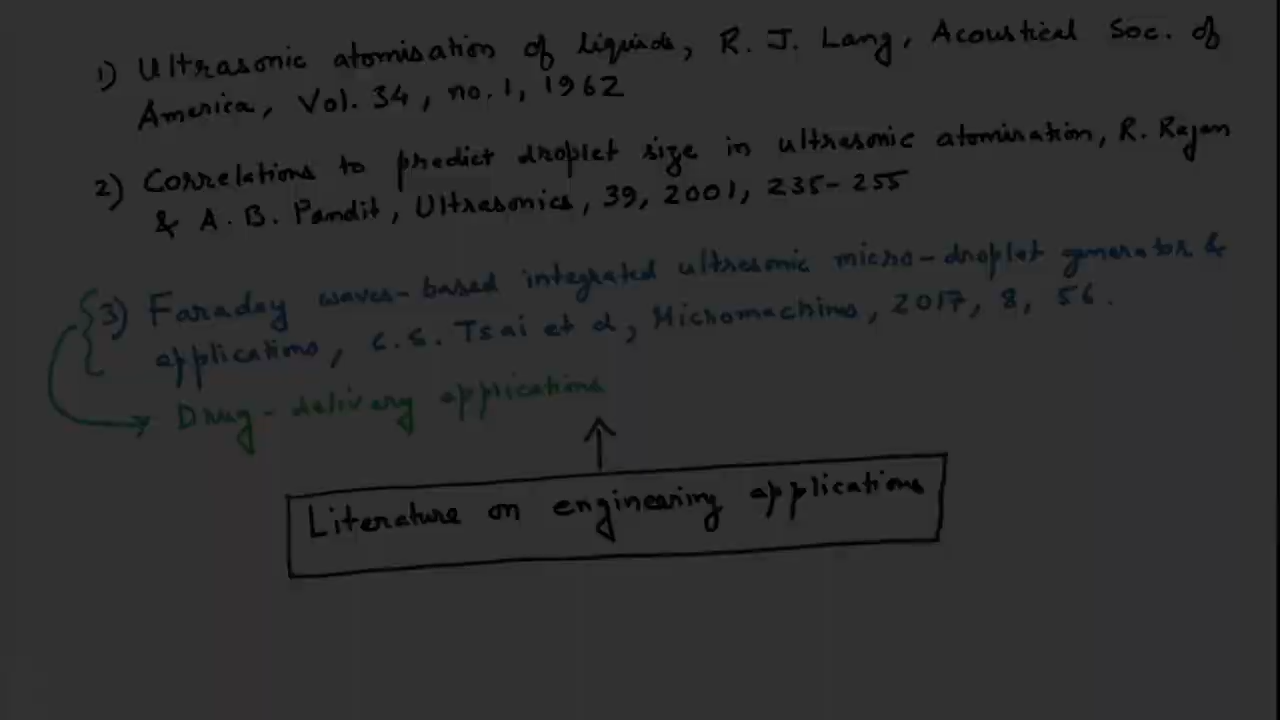 1) Ultrasonic atomisation of liquids, R. J. Lang, Acoustical Soc. of
America, Vol. 34, no. 1, 1962
2) Correlations to predict droplet size in ultrasonic atomisation, R. Rajan
& A. B. Pandit, Ultrasonics, 39, 2001, 235-255
3) Faraday waves-based integrated ultrasonic micro-droplet generator &
applications, C. S. Tsai et al, Micromachines, 2017, 8, 56.
Drug-delivery applications
Literature on engineering applications